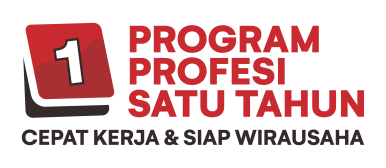 1
PROGRAM
PROFESI
SATU TAHUN
CEPAT KERJA & SIAP WIRAUSAHA